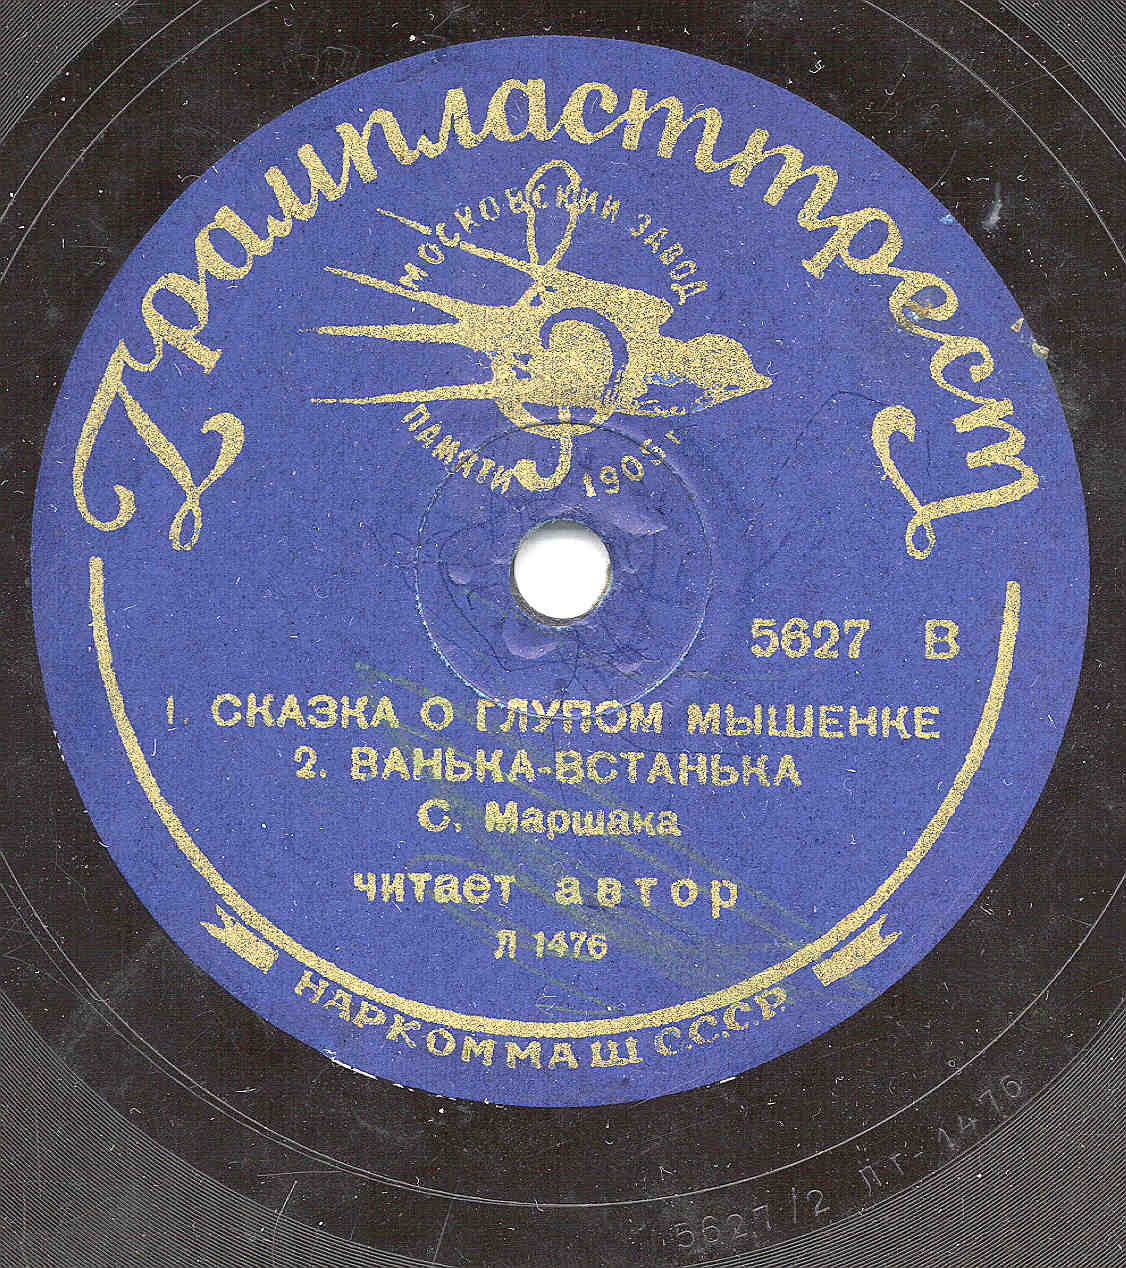 Грампласттрест
МОСКОВСКИЙ ЗАВОД
ПАМЯТИ 1905 г.
5627 В
1. СКАЗКА О ГЛУПОМ МЫШЕНКЕ
2. ВАНЬКА-ВСТАНЬКА
С. Маршака
читает автор
Л 1476
НАРКОММАШ С.С.С.Р.
5627/2 Лт-1476